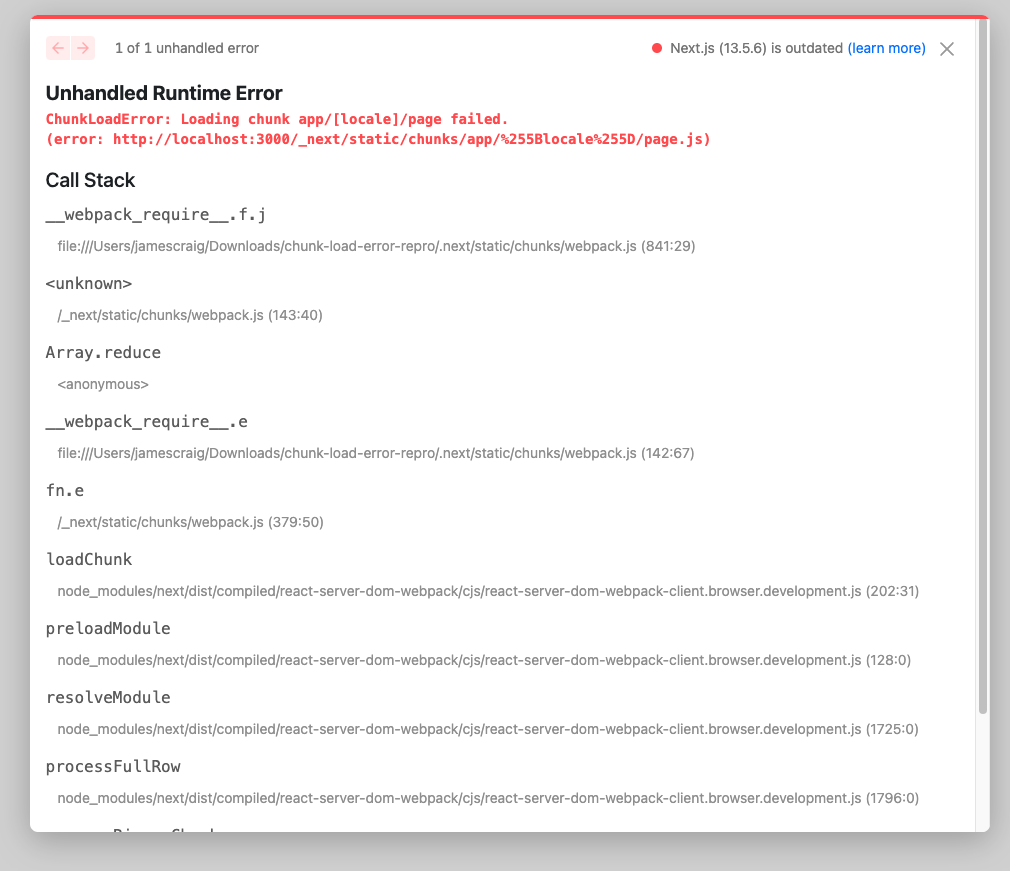 1 of 1 unhandled error
Next.js (13.5.6) is outdated (learn more)
Unhandled Runtime Error
ChunkLoadError: Loading chunk app/[locale]/page failed.
(error: http://localhost:3000/_next/static/chunks/app/%255Blocale%255D/page.js)
Call Stack
__webpack_require__.f.j
file:///Users/jamescraig/Downloads/chunk-load-error-repro/.next/static/chunks/webpack.js (841:29)
<unknown>
/_next/static/chunks/webpack.js (143:40)
Array.reduce
<anonymous>
__webpack_require__.e
file:///Users/jamescraig/Downloads/chunk-load-error-repro/.next/static/chunks/webpack.js (142:67)
fn.e
/_next/static/chunks/webpack.js (379:50)
loadChunk
node_modules/next/dist/compiled/react-server-dom-webpack/cjs/react-server-dom-webpack-client.browser.development.js (202:31)
preloadModule
node_modules/next/dist/compiled/react-server-dom-webpack/cjs/react-server-dom-webpack-client.browser.development.js (128:0)
resolveModule
node_modules/next/dist/compiled/react-server-dom-webpack/cjs/react-server-dom-webpack-client.browser.development.js (1725:0)
processFullRow
node_modules/next/dist/compiled/react-server-dom-webpack/cjs/react-server-dom-webpack-client.browser.development.js (1796:0)